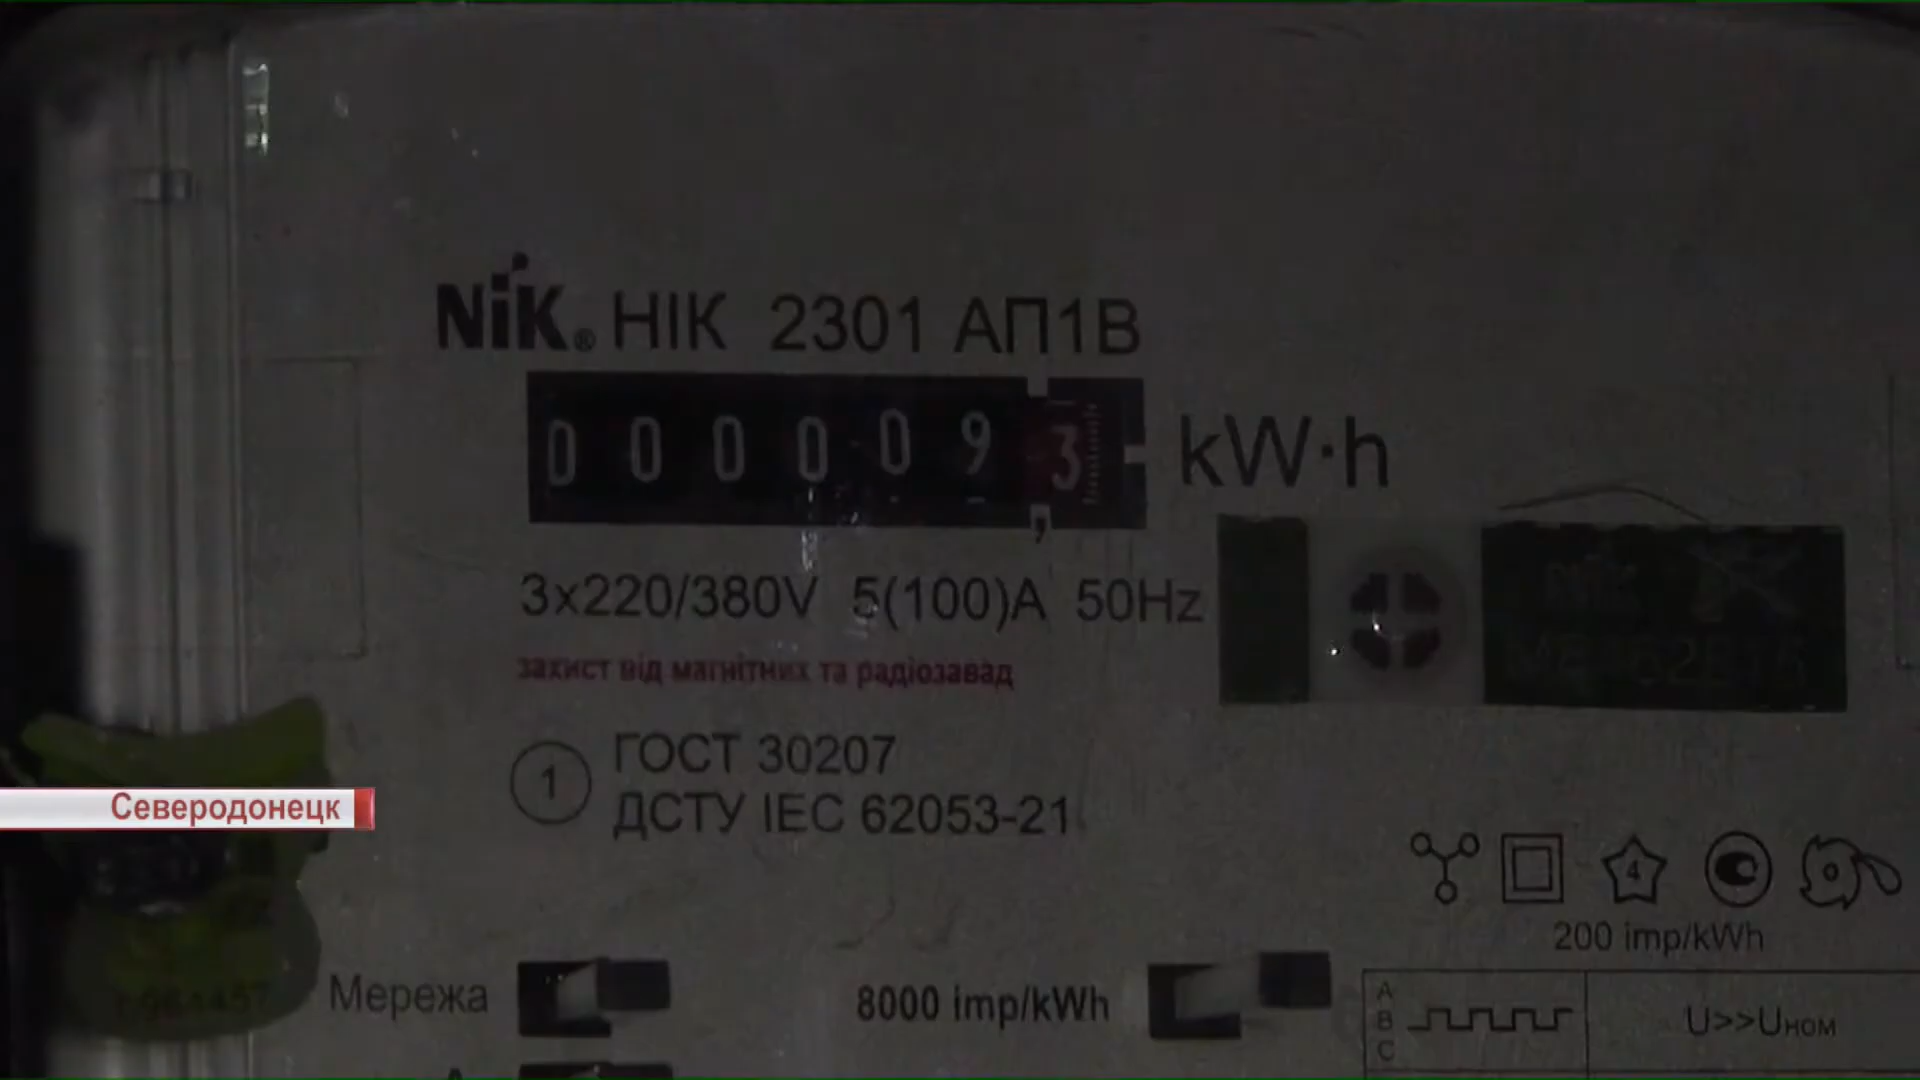 NiK® НІК 2301 АП1В
0 0 0 0 0 9 3 kW·h
3x220/380V 5(100)A 50Hz
захист від магнітних та радіозавад
1 ГОСТ 30207
ДСТУ IEC 62053-21
Северодонецк
4
200 imp/kWh
Мережа
8000 imp/kWh
A
B
C
U>>Uном
NiK